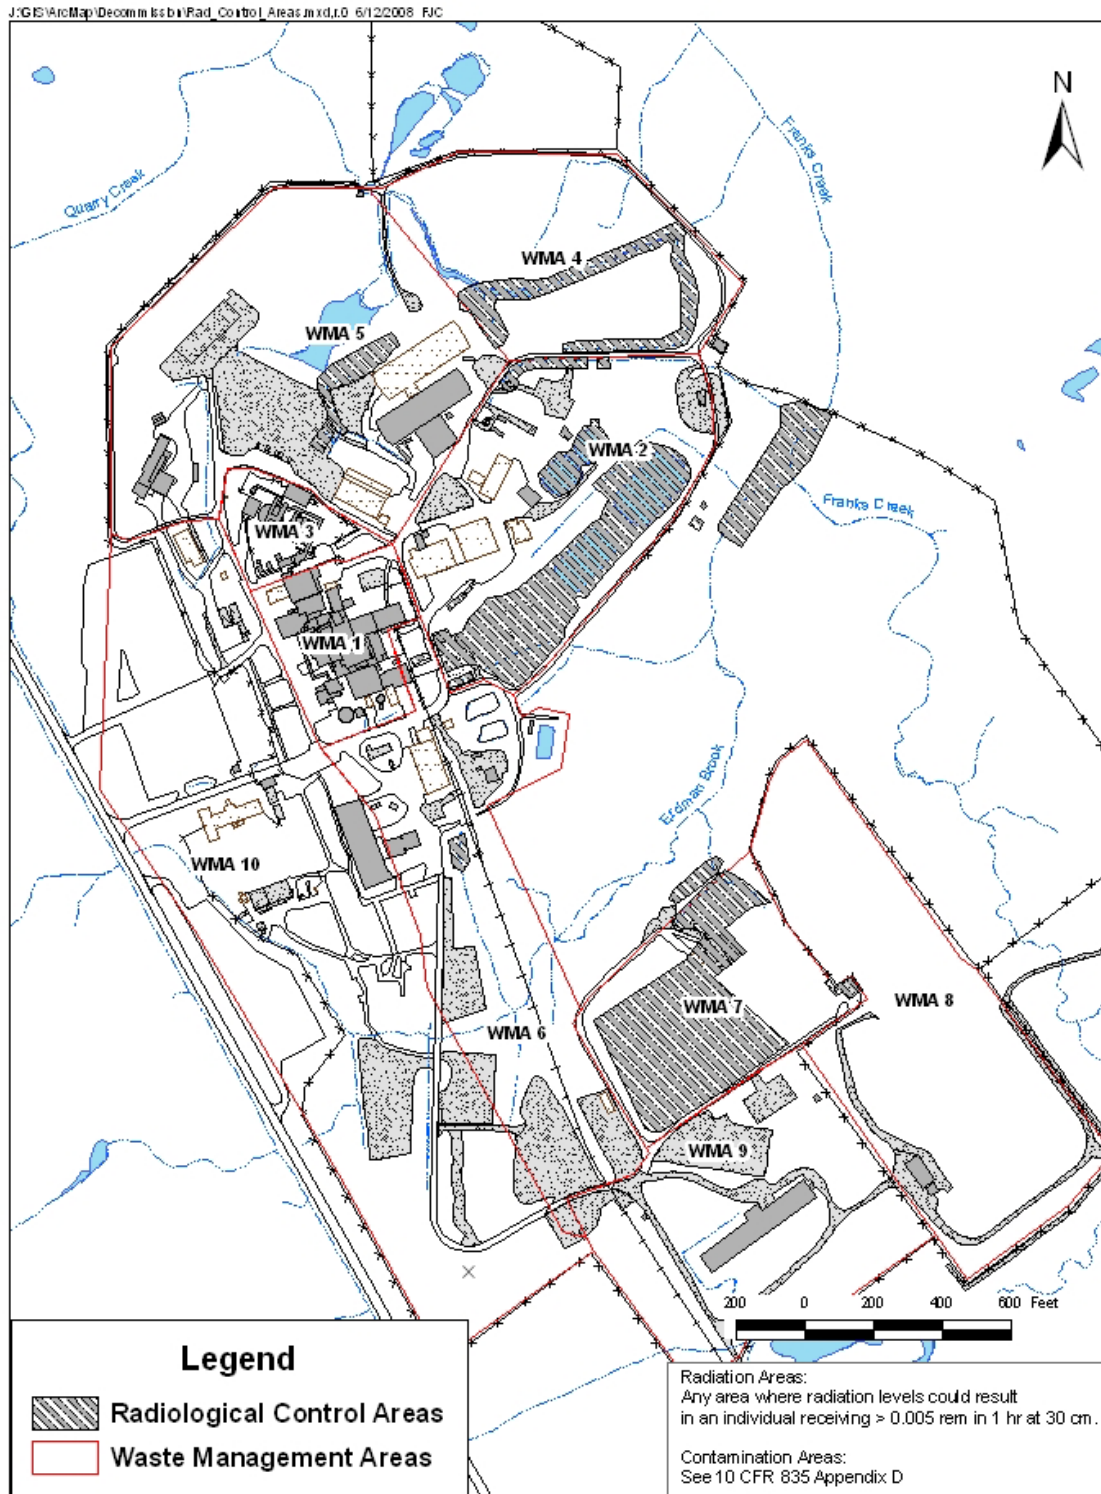 J:\GIS\ArcMap\Decommissbn\Rad_Control_Areas.mxd,r.0 6/12/2008 FJC
N
Franks Creek
Quarry Creek
WMA 4
WMA 5
WMA 2
Franks Creek
WMA 3
WMA 1
Erdman Brook
WMA 10
WMA 8
WMA 7
WMA 6
WMA 9
200 0 200 400 600 Feet
Legend
Radiological Control Areas
Waste Management Areas
Radiation Areas:
Any area where radiation levels could result
in an individual receiving > 0.005 rem in 1 hr at 30 cm.
Contamination Areas:
See 10 CFR 835 Appendix D